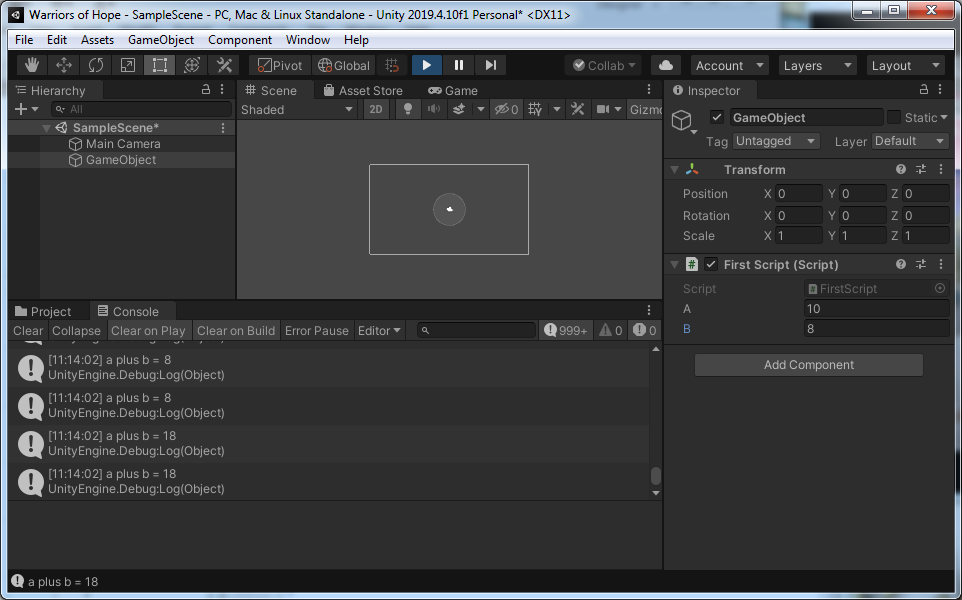 Warriors of Hope - SampleScene - PC, Mac & Linux Standalone - Unity 2019.4.10f1 Personal* <DX11>
File Edit Assets GameObject Component Window Help
Pivot Global Collab Account Layers Layout
Hierarchy
All
SampleScene*
Main Camera
GameObject
Scene Asset Store Game
Shaded 2D 0 Gizmo
Inspector
GameObject Static
Tag Untagged Layer Default
Transform
Position X 0 Y 0 Z 0
Rotation X 0 Y 0 Z 0
Scale X 1 Y 1 Z 1
# First Script (Script)
Script # FirstScript
A 10
B 8
Add Component
Project Console
Clear Collapse Clear on Play Clear on Build Error Pause Editor 999+ 0 0
[11:14:02] a plus b = 8
UnityEngine.Debug:Log(Object)
[11:14:02] a plus b = 8
UnityEngine.Debug:Log(Object)
[11:14:02] a plus b = 18
UnityEngine.Debug:Log(Object)
[11:14:02] a plus b = 18
UnityEngine.Debug:Log(Object)
a plus b = 18